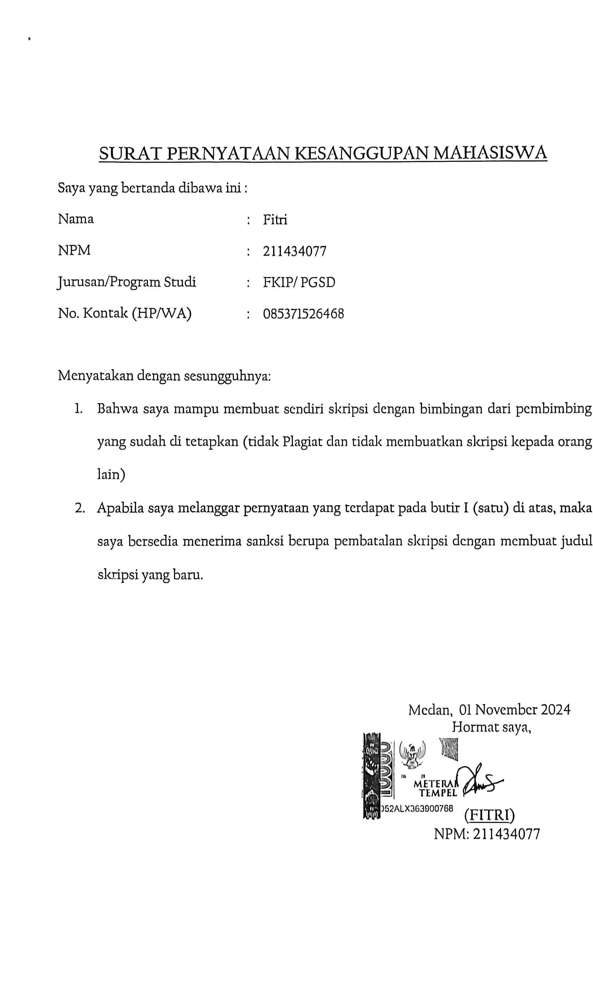 SURAT PERNYATAAN KESANGGUPAN MAHASISWA
Saya yang bertanda dibawa ini :
Nama : Fitri
NPM : 211434077
Jurusan/Program Studi : FKIP/ PGSD
No. Kontak (HP/WA) : 085371526468
Menyatakan dengan sesungguhnya:
1. Bahwa saya mampu membuat sendiri skripsi dengan bimbingan dari pembimbing
yang sudah di tetapkan (tidak Plagiat dan tidak membuatkan skripsi kepada orang
lain)
2. Apabila saya melanggar pernyataan yang terdapat pada butir I (satu) di atas, maka
saya bersedia menerima sanksi berupa pembatalan skripsi dengan membuat judul
skripsi yang baru.
Medan, 01 November 2024
Hormat saya,
10000
METERAI
TEMPEL
052ALX363900768
(FITRI)
NPM: 211434077